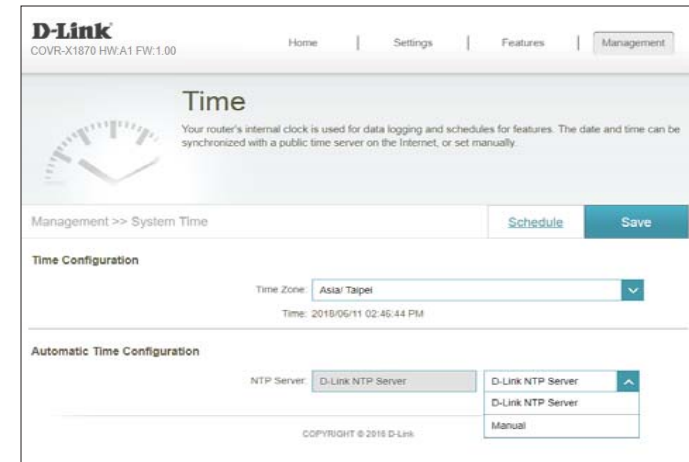 D-Link
COVR-X1870 HW:A1 FW:1.00
Home | Settings | Features | Management
Time
Your router's internal clock is used for data logging and schedules for features. The date and time can be
synchronized with a public time server on the Internet, or set manually.
Management >> System Time
Schedule
Save
Time Configuration
Time Zone: Asia/ Taipei
Time: 2018/06/11 02:46:44 PM
Automatic Time Configuration
NTP Server: D-Link NTP Server D-Link NTP Server
D-Link NTP Server
Manual
COPYRIGHT © 2016 D-Link